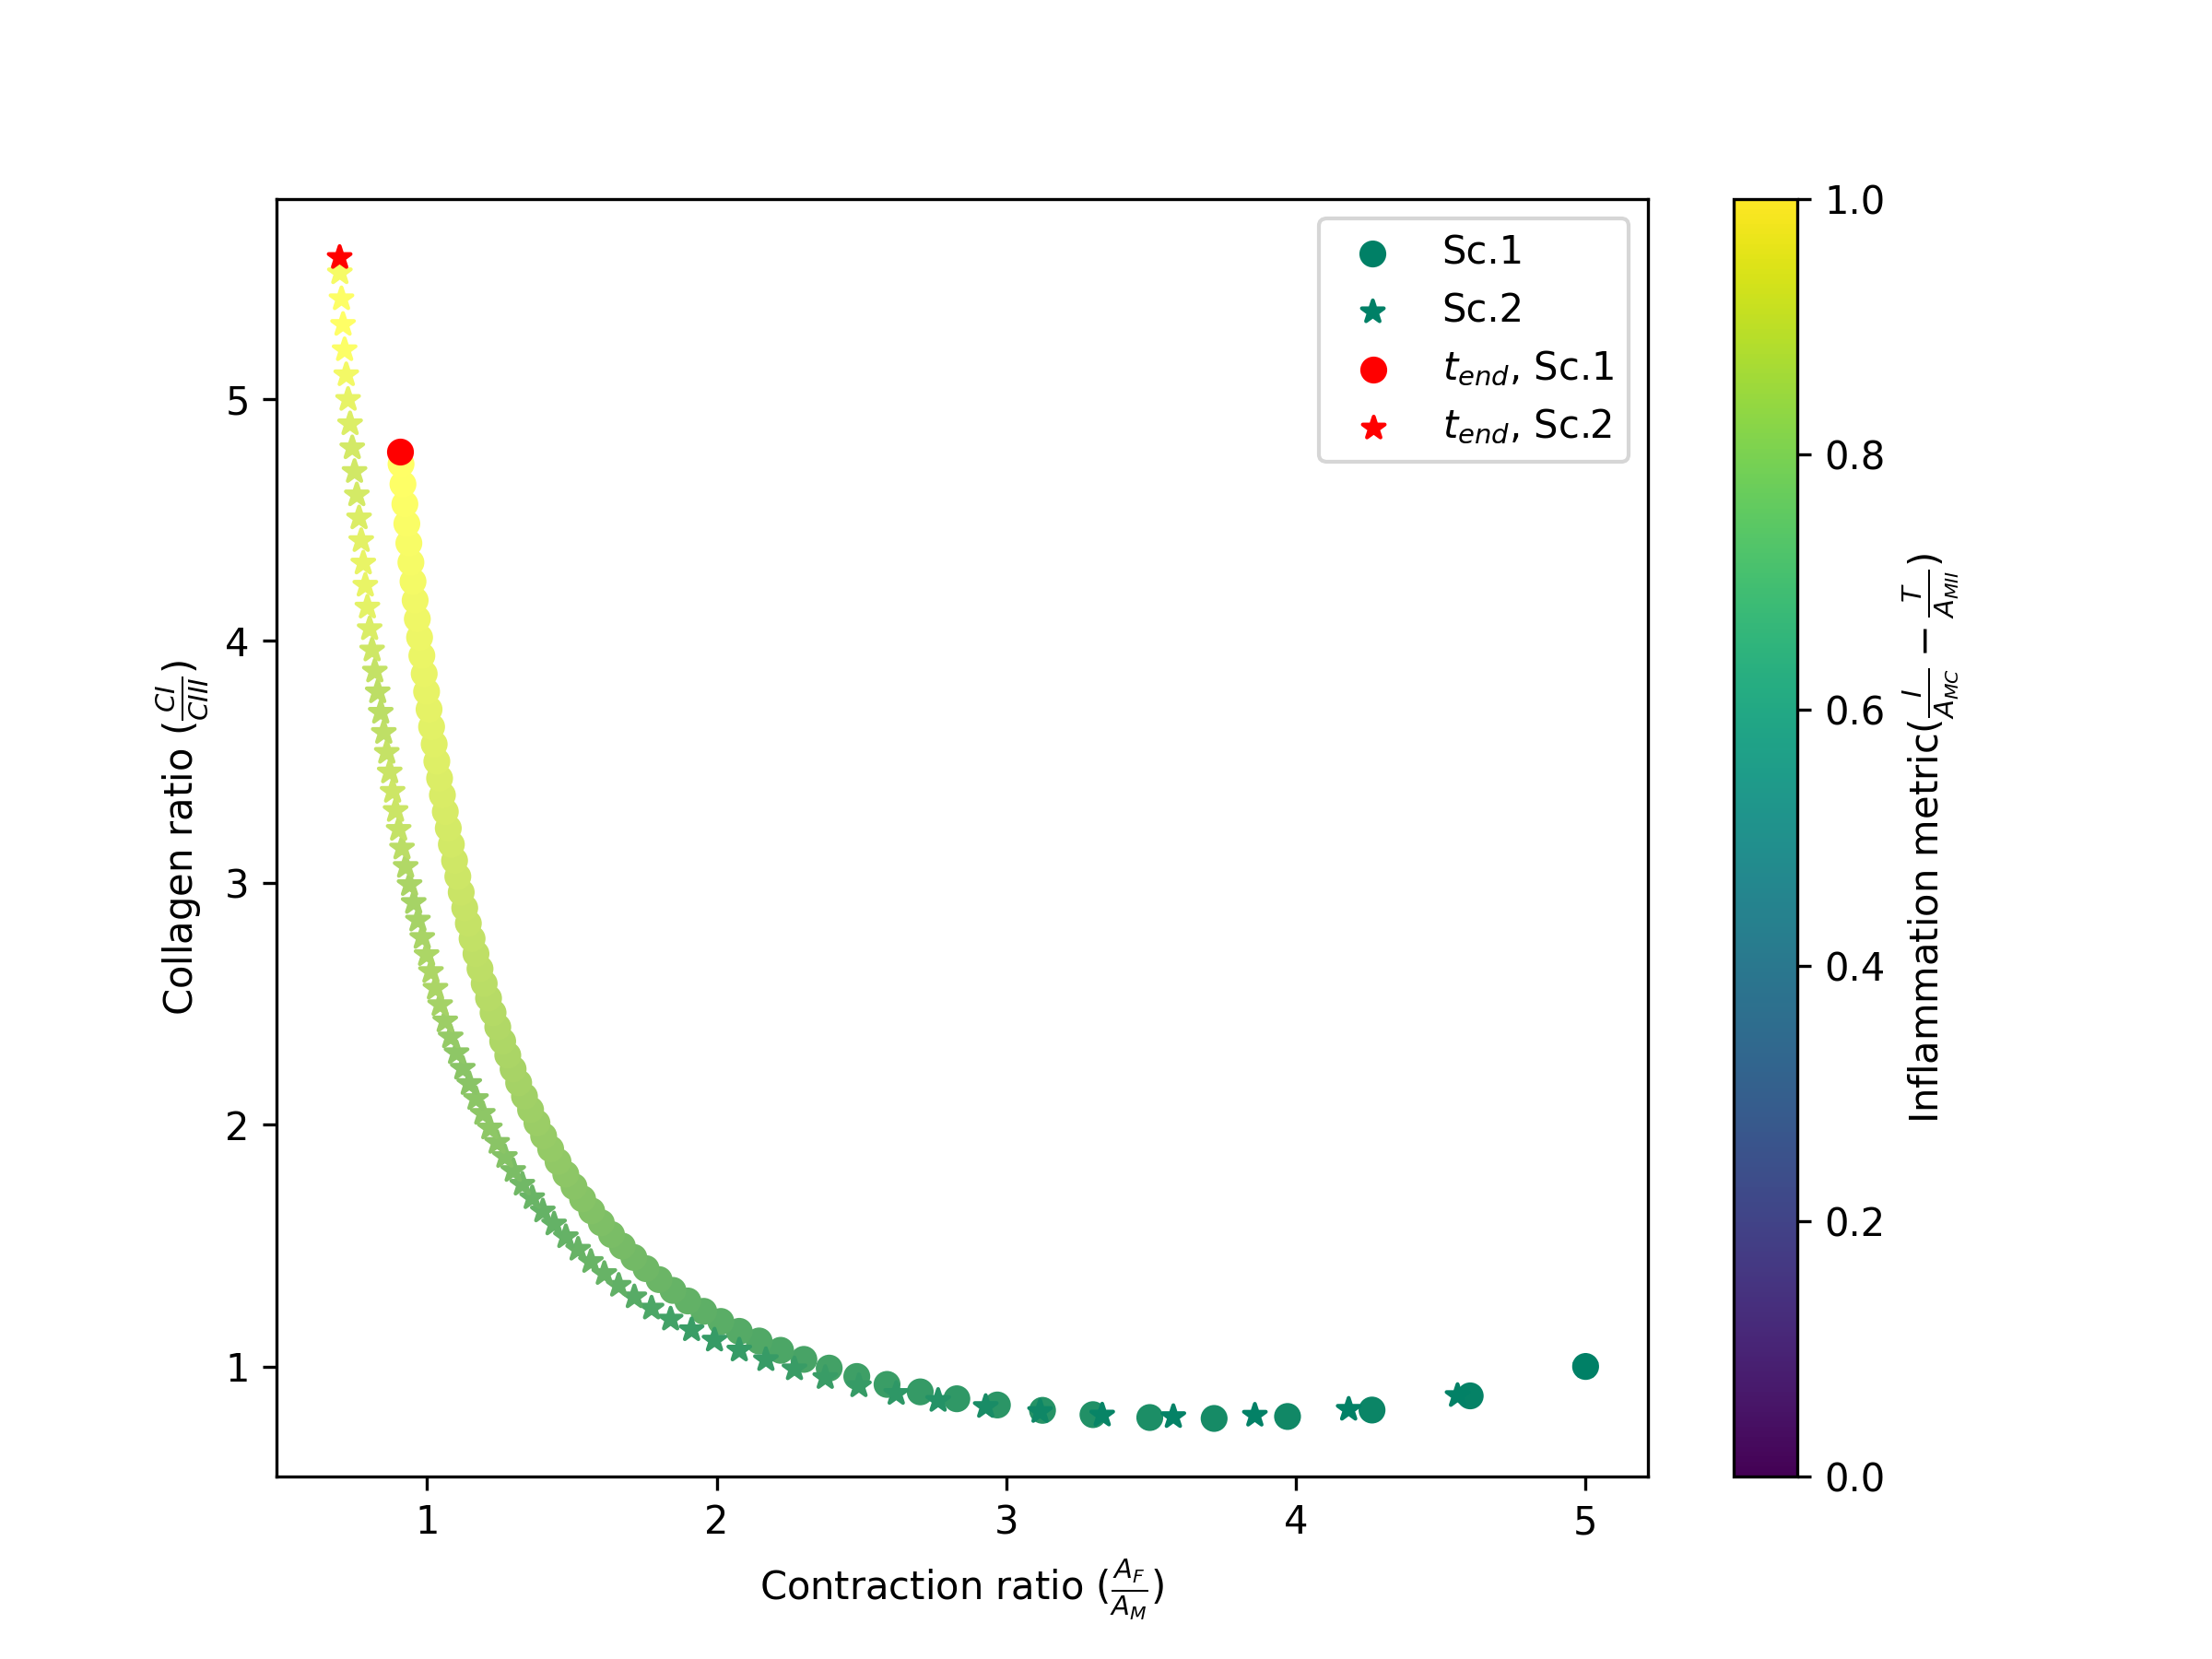 Sc.1
Sc.2
t_end, Sc.1
t_end, Sc.2
5
4
3
2
1
Collagen ratio (CI/CIII)
1 2 3 4 5
Contraction ratio (A_F/A_M)
1.0
0.8
0.6
0.4
0.2
0.0
Inflammation metric(I/A_MC − T/A_MII)